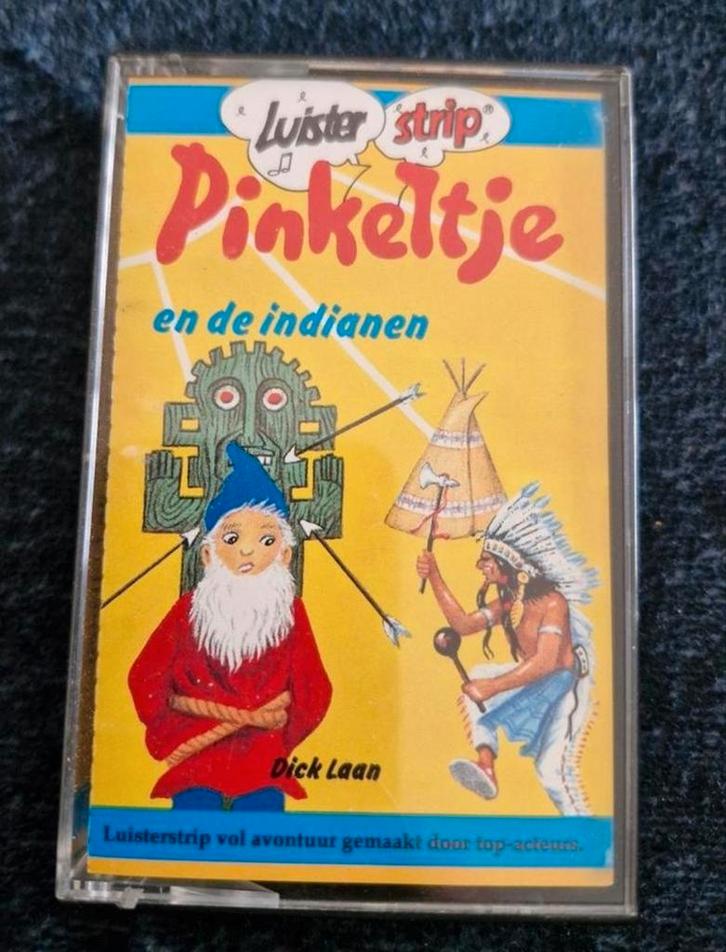 Luister strip®
Pinkeltje
en de indianen
Dick Laan
Luisterstrip vol avontuur gemaakt door top-acteurs.